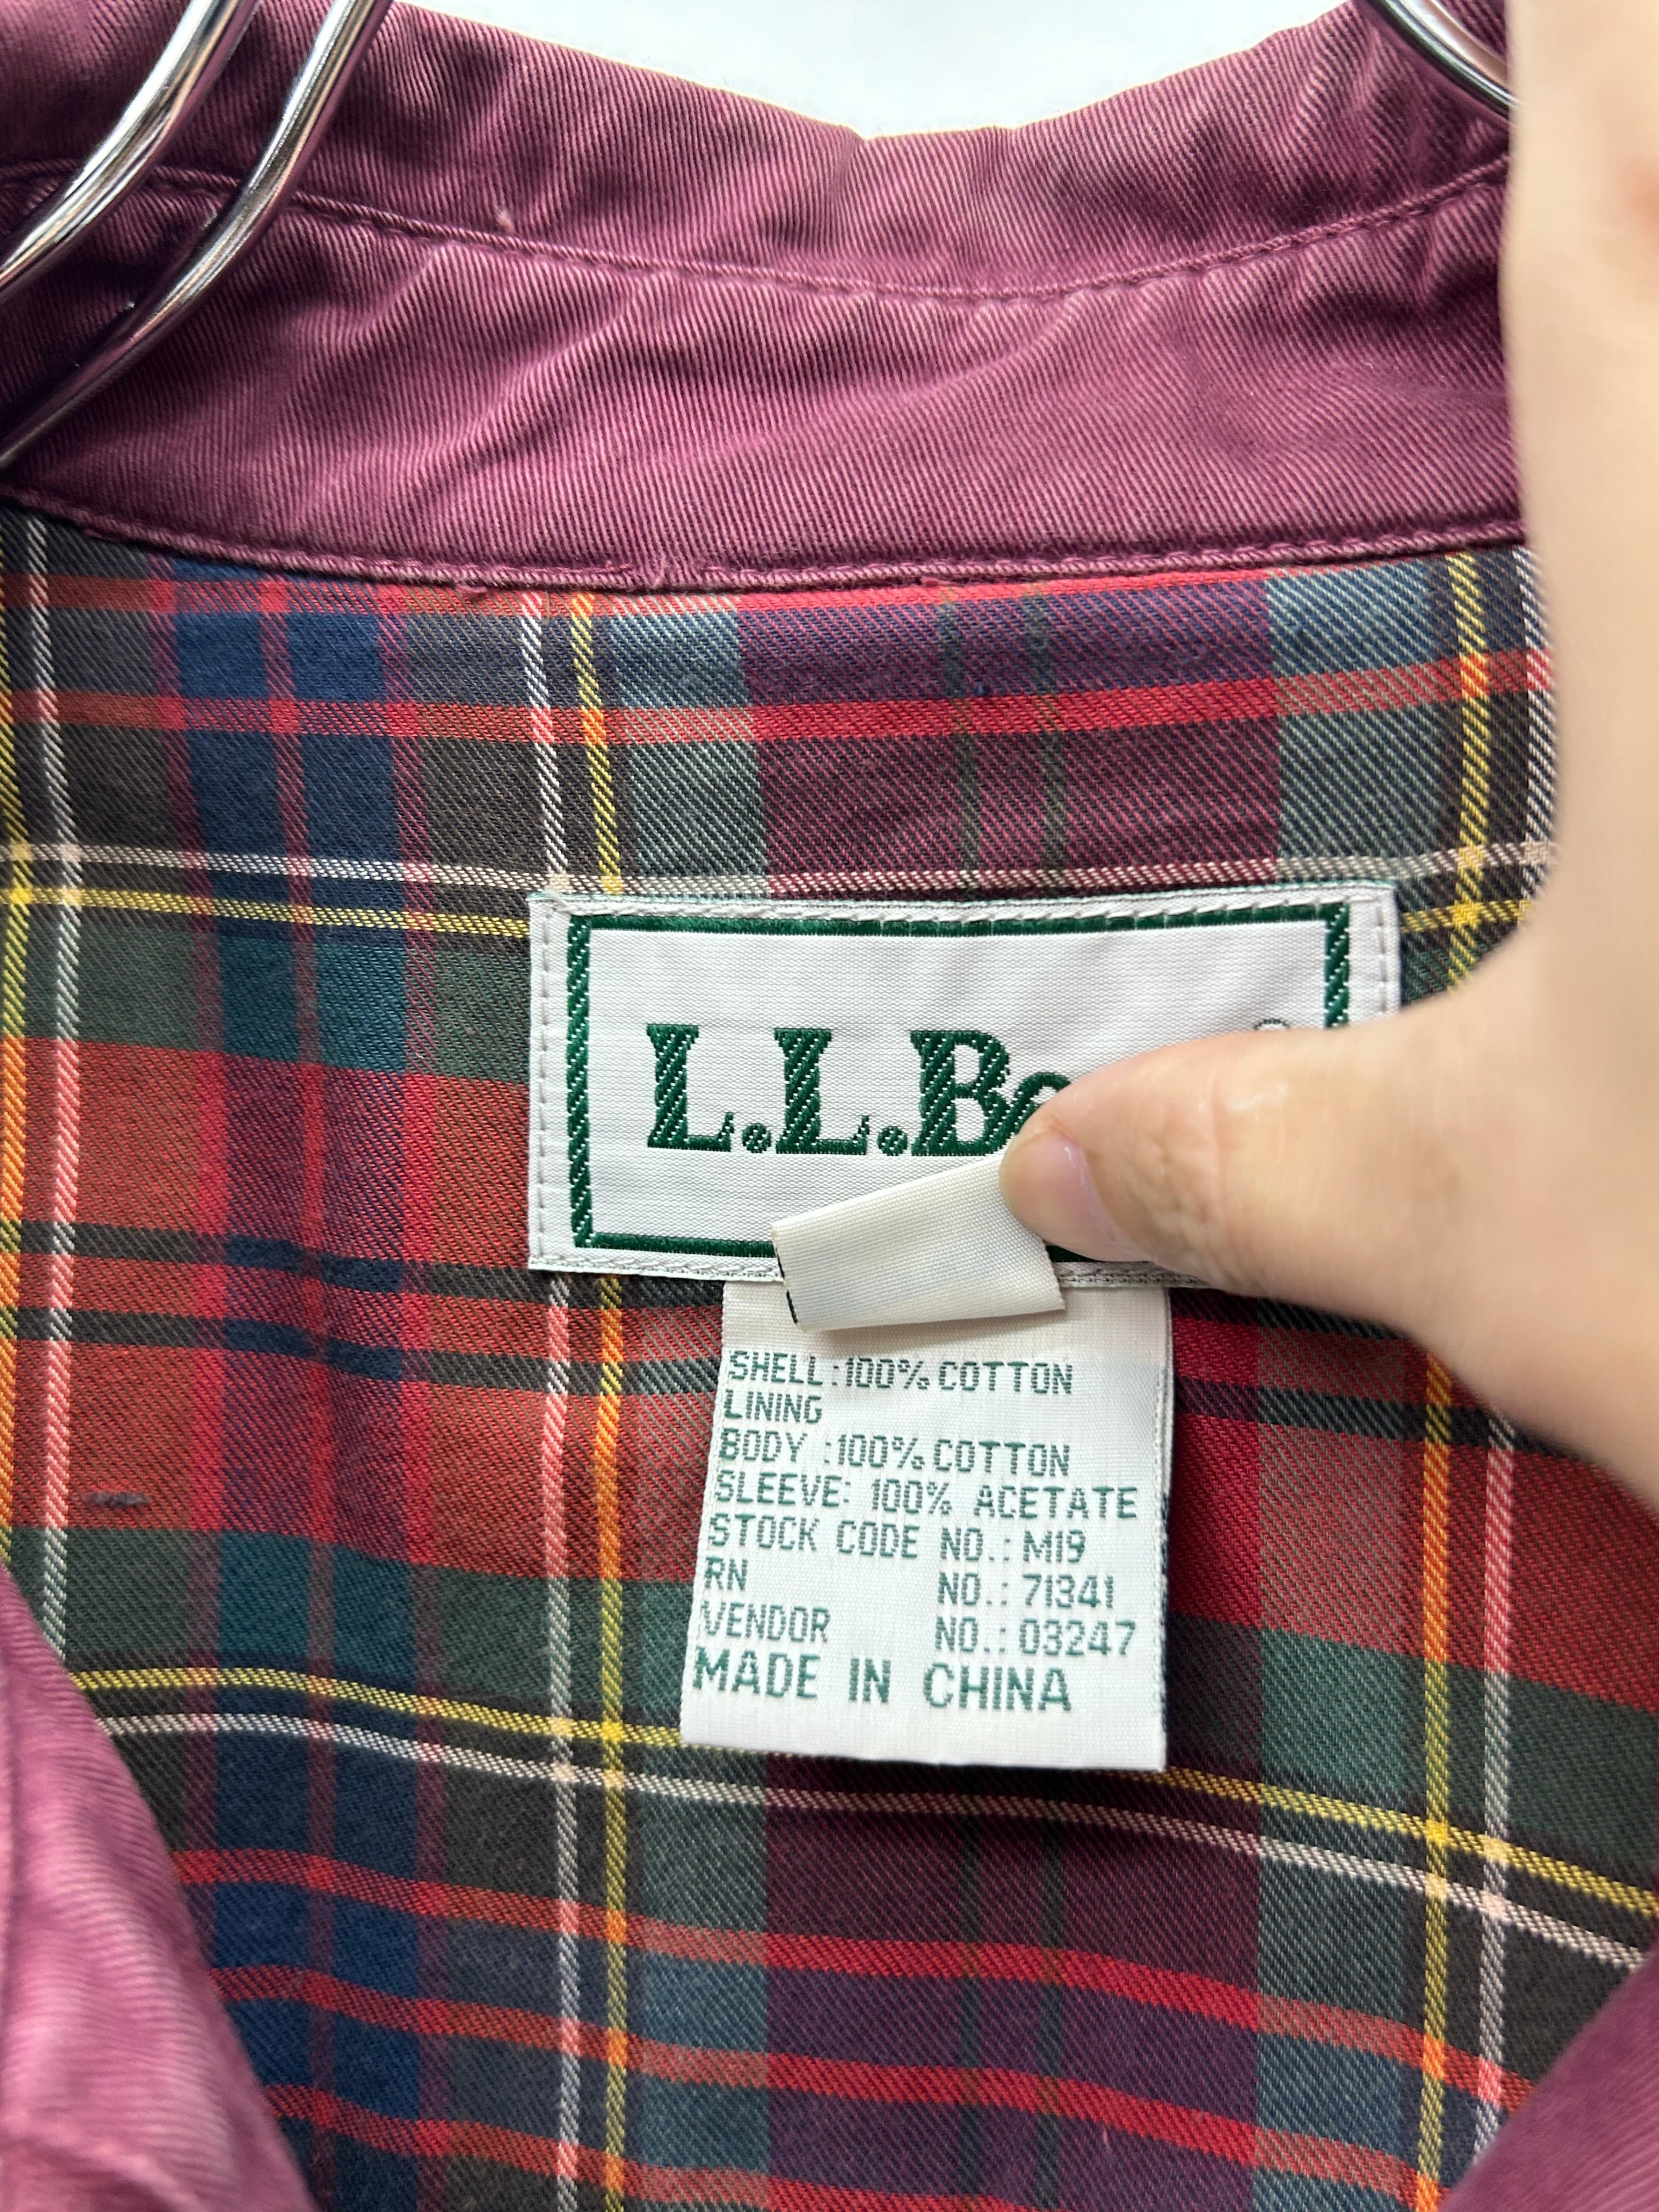 L.L.Be
SHELL :100% COTTON
LINING
BODY :100% COTTON
SLEEVE: 100% ACETATE
STOCK CODE NO.: M19
RN NO.: 71341
VENDOR NO.: 03247
MADE IN CHINA